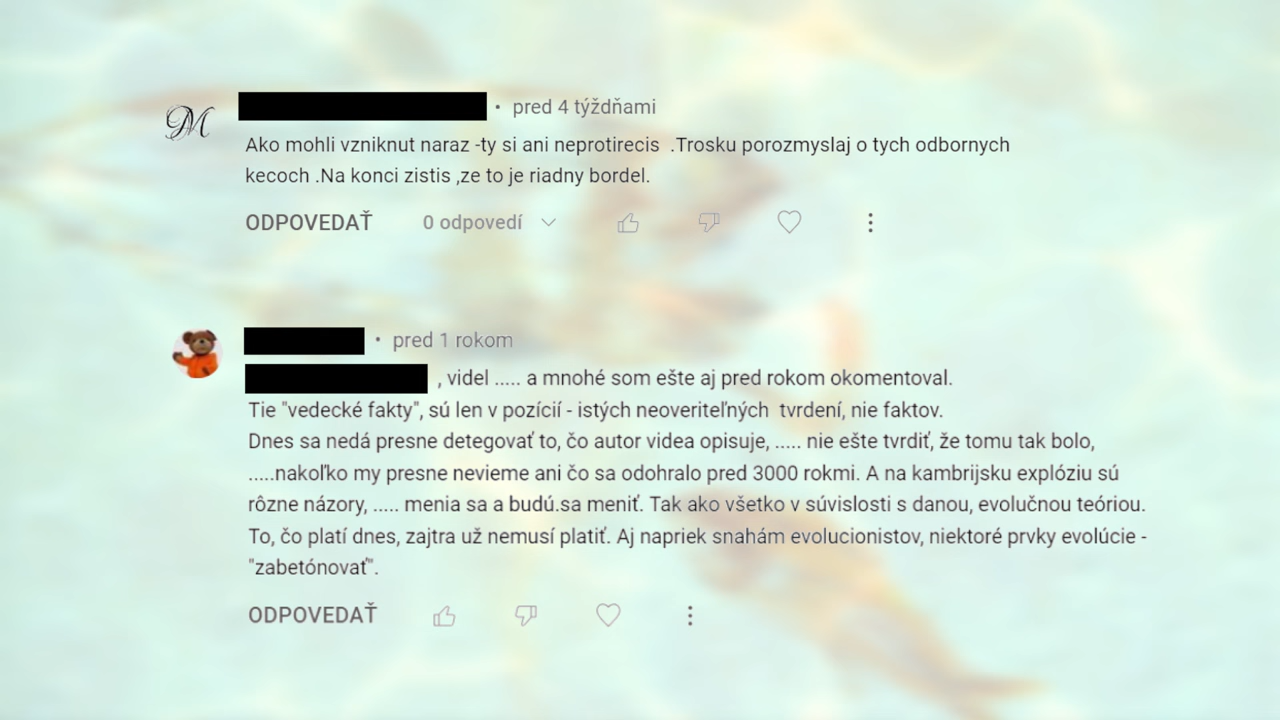 M
• pred 4 týždňami
Ako mohli vzniknut naraz -ty si ani neprotirecis .Trosku porozmyslaj o tych odbornych
kecoch .Na konci zistis ,ze to je riadny bordel.
ODPOVEDAŤ 0 odpovedí
• pred 1 rokom
, videl ..... a mnohé som ešte aj pred rokom okomentoval.
Tie "vedecké fakty", sú len v pozícií - istých neoveriteľných tvrdení, nie faktov.
Dnes sa nedá presne detegovať to, čo autor videa opisuje, ..... nie ešte tvrdiť, že tomu tak bolo,
.....nakoľko my presne nevieme ani čo sa odohralo pred 3000 rokmi. A na kambrijsku explóziu sú
rôzne názory, ..... menia sa a budú.sa meniť. Tak ako všetko v súvislosti s danou, evolučnou teóriou.
To, čo platí dnes, zajtra už nemusí platiť. Aj napriek snahám evolucionistov, niektoré prvky evolúcie -
"zabetónovať".
ODPOVEDAŤ